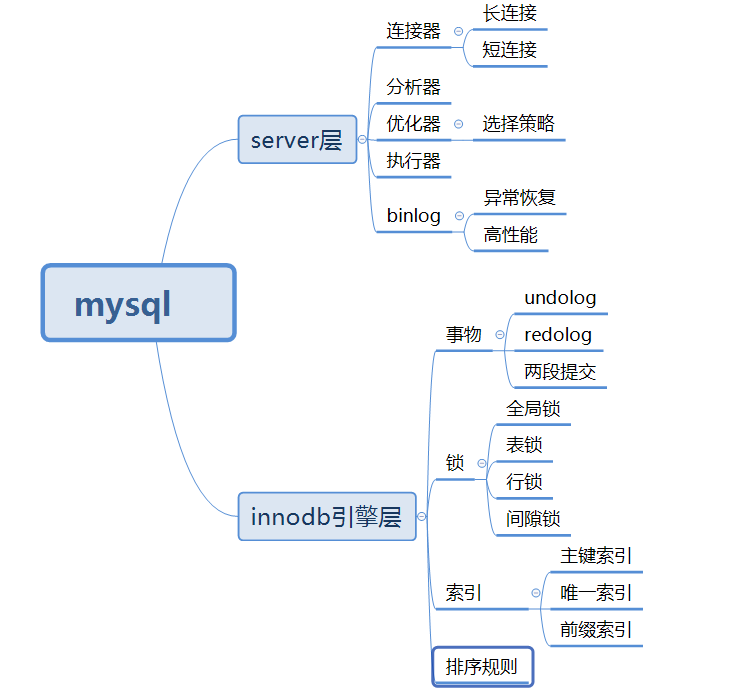 mysql
server层
连接器
长连接
短连接
分析器
优化器
选择策略
执行器
binlog
异常恢复
高性能
innodb引擎层
事物
undolog
redolog
两段提交
锁
全局锁
表锁
行锁
间隙锁
索引
主键索引
唯一索引
前缀索引
排序规则